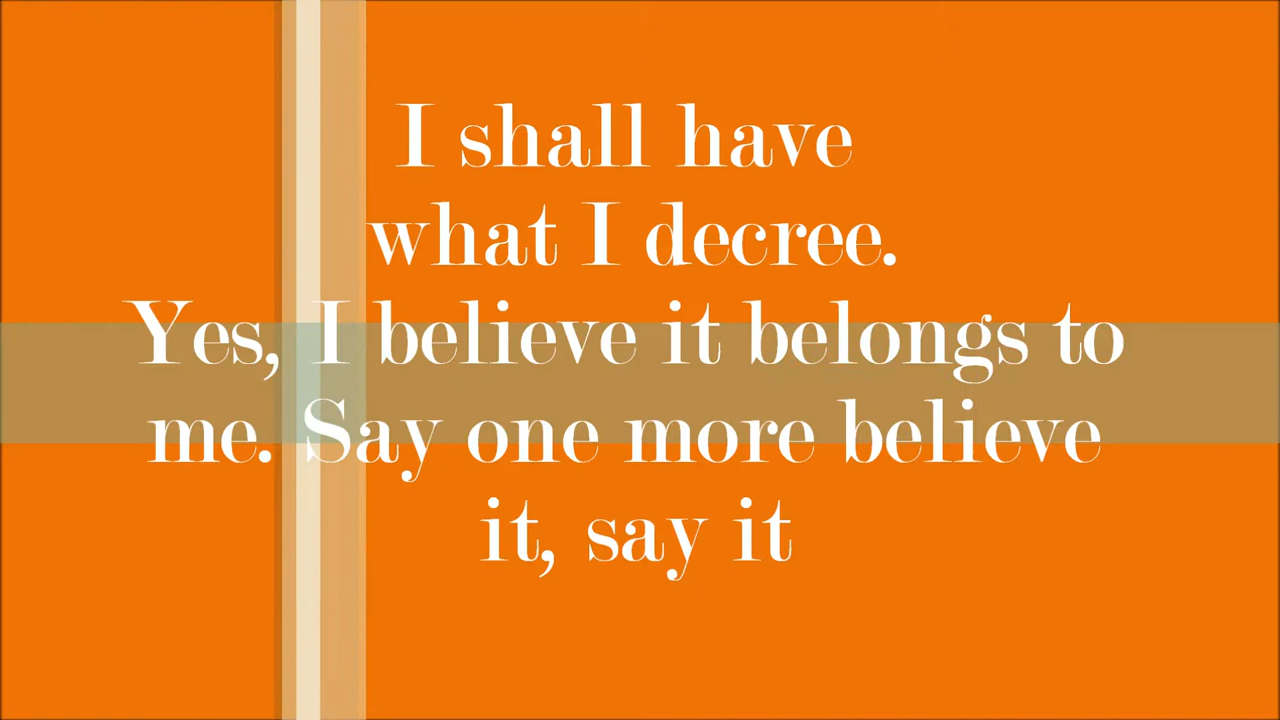 I shall have
what I decree.
Yes, I believe it belongs to
me. Say one more believe
it, say it